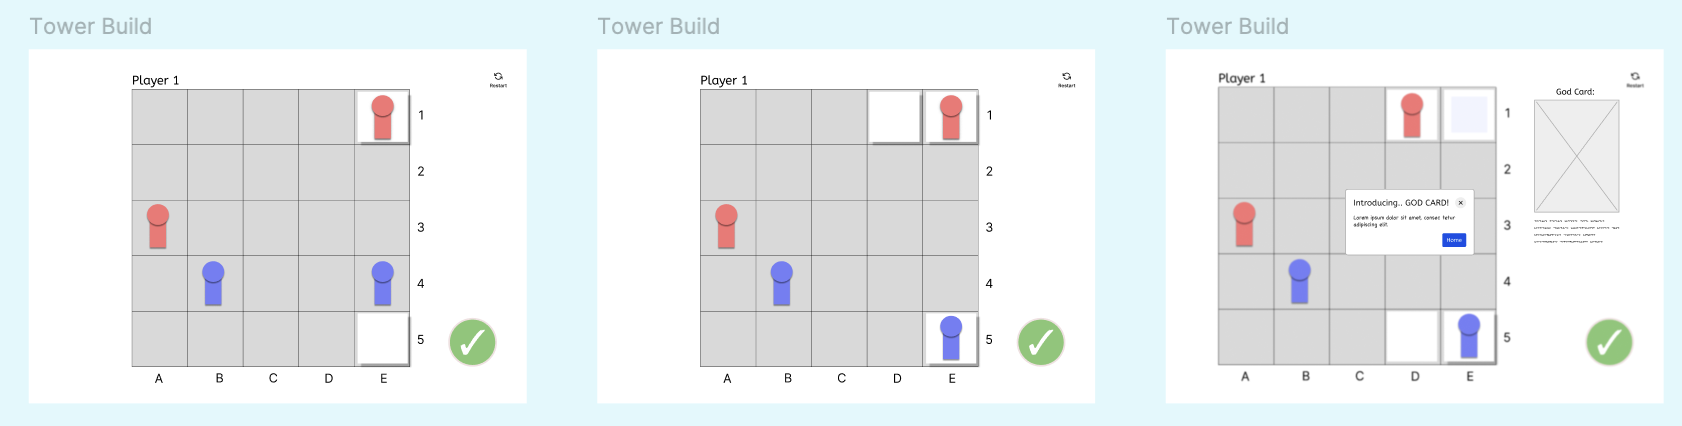 Tower Build
Player 1
Restart
1
2
3
4
5
A B C D E
Tower Build
Player 1
Restart
1
2
3
4
5
A B C D E
Tower Build
Player 1
Restart
God Card:
1
2
Introducing.. GOD CARD!
Lorem ipsum dolor sit amet, consec tetur
adipiscing elit.
Home
3
4
5
A B C D E